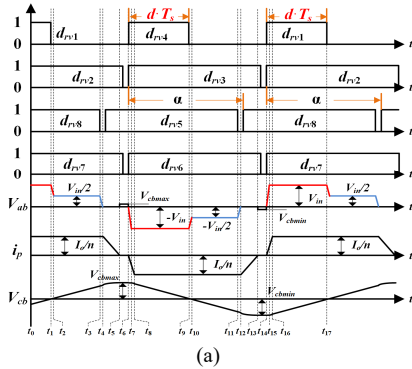 d·Ts d·Ts
1 drv1 drv4 drv1
0 t
1 drv2 drv3 drv2
0 t
α α
1 drv8 drv5 drv8
0 t
1 drv7 drv6 drv7
0 t
Vin/2 Vcbmax Vin/2
Vab -Vin Vcbmin Vin t
-Vin/2
ip Io/n Io/n Io/n t
Vcbmax
Vcb Vcbmin t
t0 t1 t2 t3 t4 t5 t6 t7 t8 t9 t10 t11 t12 t13 t14 t15 t16 t17
(a)